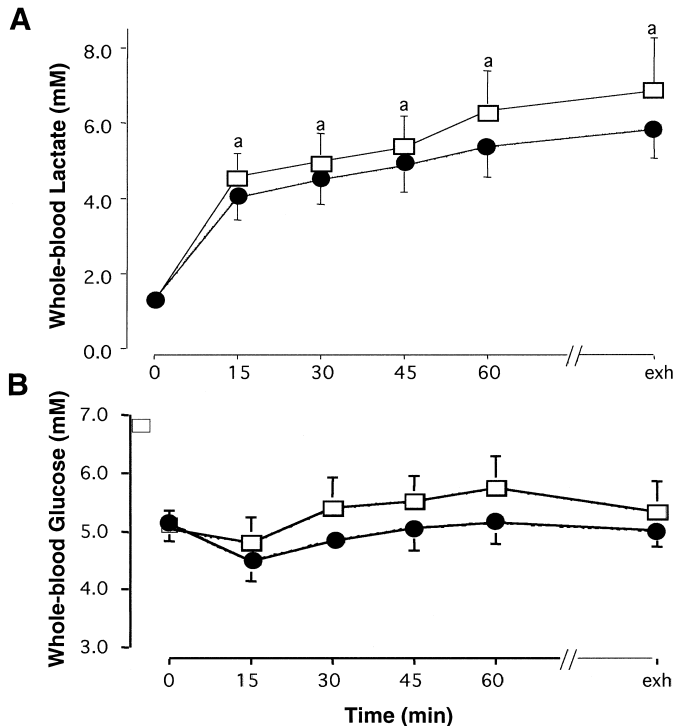 A
Whole-blood Lactate (mM)
8.0
6.0
4.0
2.0
0.0
a
a
a
a
a
0
15
30
45
60
exh
B
Whole-blood Glucose (mM)
7.0
6.0
5.0
4.0
3.0
0
15
30
45
60
exh
Time (min)